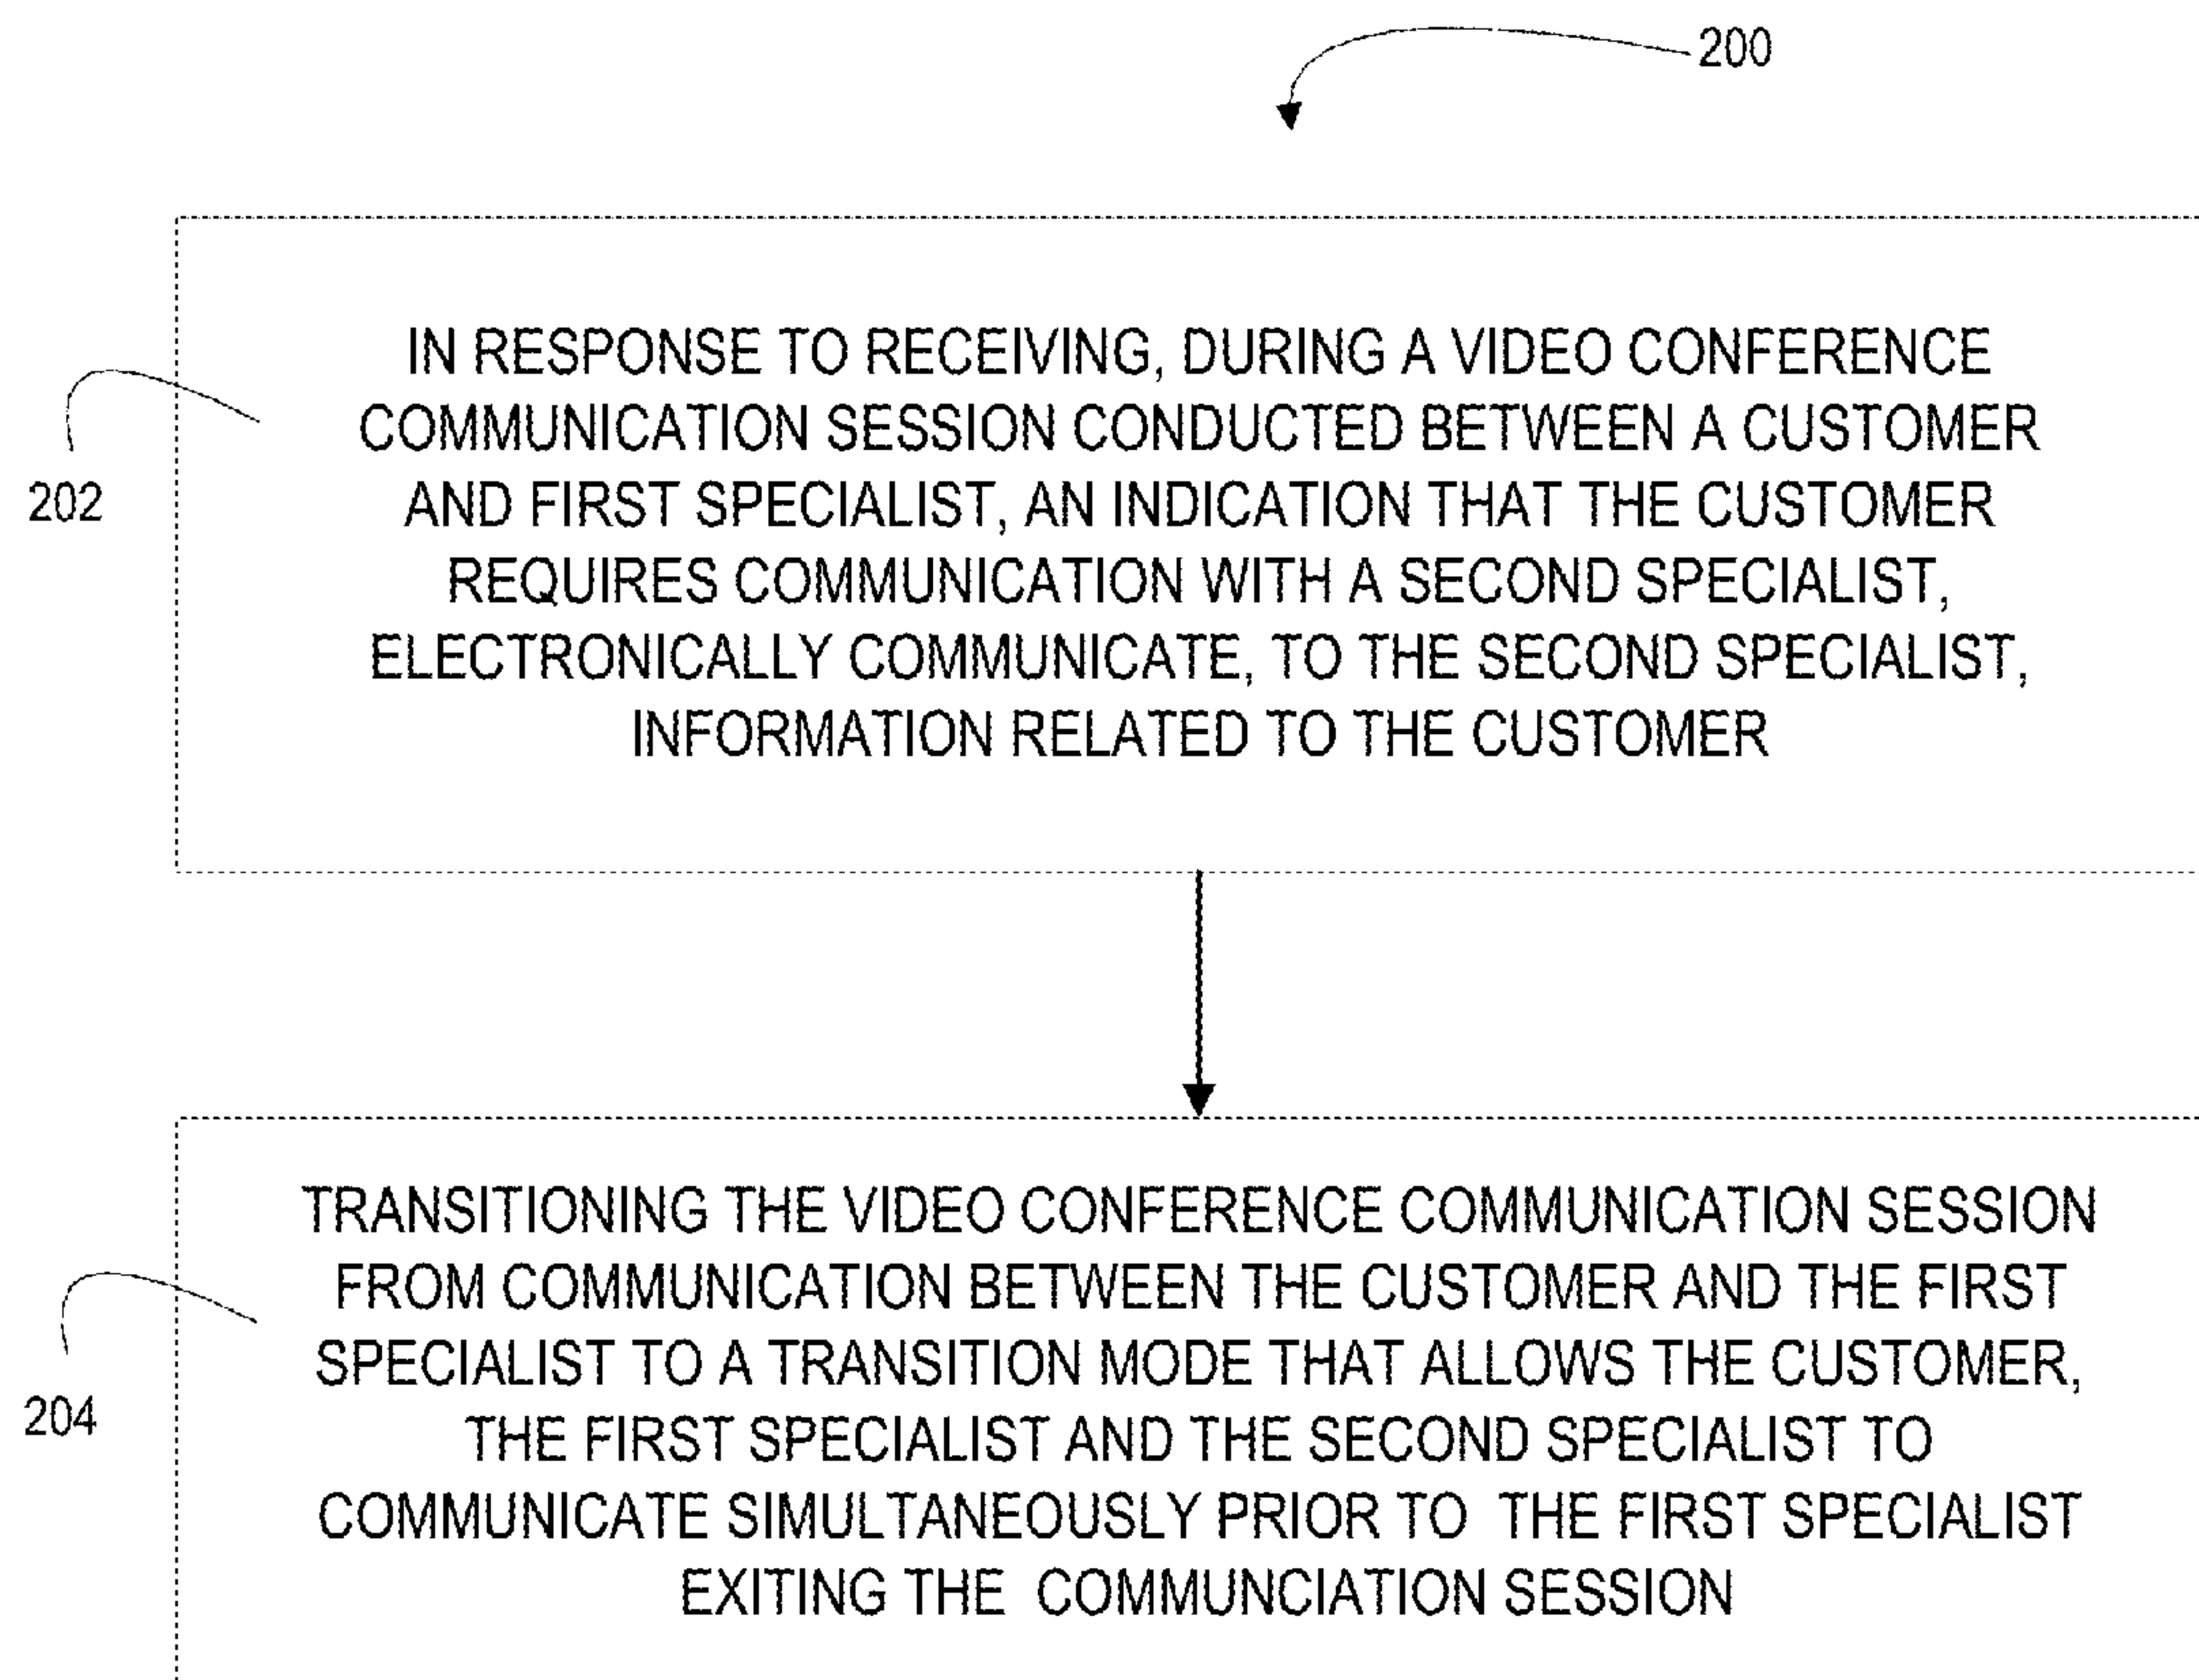 200
IN RESPONSE TO RECEIVING, DURING A VIDEO CONFERENCE
COMMUNICATION SESSION CONDUCTED BETWEEN A CUSTOMER
AND FIRST SPECIALIST, AN INDICATION THAT THE CUSTOMER
REQUIRES COMMUNICATION WITH A SECOND SPECIALIST,
ELECTRONICALLY COMMUNICATE, TO THE SECOND SPECIALIST,
INFORMATION RELATED TO THE CUSTOMER
202
TRANSITIONING THE VIDEO CONFERENCE COMMUNICATION SESSION
FROM COMMUNICATION BETWEEN THE CUSTOMER AND THE FIRST
SPECIALIST TO A TRANSITION MODE THAT ALLOWS THE CUSTOMER,
THE FIRST SPECIALIST AND THE SECOND SPECIALIST TO
COMMUNICATE SIMULTANEOUSLY PRIOR TO THE FIRST SPECIALIST
EXITING THE COMMUNCIATION SESSION
204